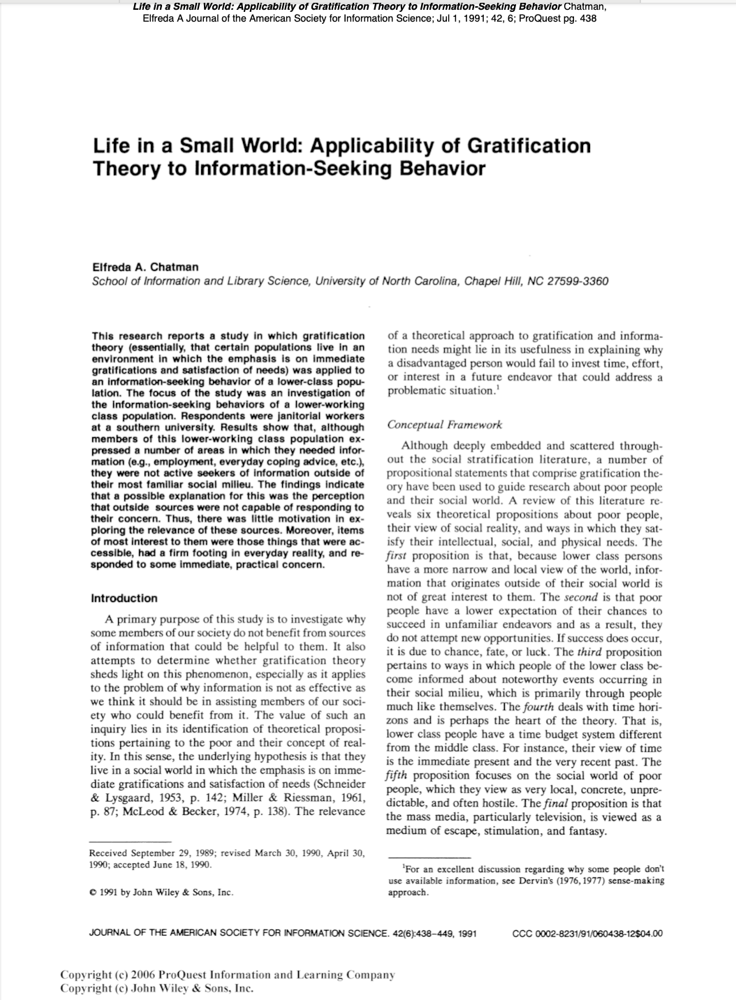 Life in a Small World: Applicability of Gratification Theory to Information-Seeking Behavior Chatman,
Elfreda A Journal of the American Society for Information Science; Jul 1, 1991; 42, 6; ProQuest pg. 438
Life in a Small World: Applicability of Gratification
Theory to Information-Seeking Behavior
Elfreda A. Chatman
School of Information and Library Science, University of North Carolina, Chapel Hill, NC 27599-3360
This research reports a study in which gratification
theory (essentially, that certain populations live in an
environment in which the emphasis is on immediate
gratifications and satisfaction of needs) was applied to
an information-seeking behavior of a lower-class popu-
lation. The focus of the study was an investigation of
the information-seeking behaviors of a lower-working
class population. Respondents were janitorial workers
at a southern university. Results show that, although
members of this lower-working class population ex-
pressed a number of areas in which they needed infor-
mation (e.g., employment, everyday coping advice, etc.),
they were not active seekers of information outside of
their most familiar social milieu. The findings indicate
that a possible explanation for this was the perception
that outside sources were not capable of responding to
their concern. Thus, there was little motivation in ex-
ploring the relevance of these sources. Moreover, items
of most interest to them were those things that were ac-
cessible, had a firm footing in everyday reality, and re-
sponded to some immediate, practical concern.
Introduction
A primary purpose of this study is to investigate why
some members of our society do not benefit from sources
of information that could be helpful to them. It also
attempts to determine whether gratification theory
sheds light on this phenomenon, especially as it applies
to the problem of why information is not as effective as
we think it should be in assisting members of our soci-
ety who could benefit from it. The value of such an
inquiry lies in its identification of theoretical proposi-
tions pertaining to the poor and their concept of real-
ity. In this sense, the underlying hypothesis is that they
live in a social world in which the emphasis is on imme-
diate gratifications and satisfaction of needs (Schneider
& Lysgaard, 1953, p. 142; Miller & Riessman, 1961,
p. 87; McLeod & Becker, 1974, p. 138). The relevance
Received September 29, 1989; revised March 30, 1990, April 30,
1990; accepted June 18, 1990.
© 1991 by John Wiley & Sons, Inc.
of a theoretical approach to gratification and informa-
tion needs might lie in its usefulness in explaining why
a disadvantaged person would fail to invest time, effort,
or interest in a future endeavor that could address a
problematic situation.¹
Conceptual Framework
Although deeply embedded and scattered through-
out the social stratification literature, a number of
propositional statements that comprise gratification the-
ory have been used to guide research about poor people
and their social world. A review of this literature re-
veals six theoretical propositions about poor people,
their view of social reality, and ways in which they sat-
isfy their intellectual, social, and physical needs. The
first proposition is that, because lower class persons
have a more narrow and local view of the world, infor-
mation that originates outside of their social world is
not of great interest to them. The second is that poor
people have a lower expectation of their chances to
succeed in unfamiliar endeavors and as a result, they
do not attempt new opportunities. If success does occur,
it is due to chance, fate, or luck. The third proposition
pertains to ways in which people of the lower class be-
come informed about noteworthy events occurring in
their social milieu, which is primarily through people
much like themselves. The fourth deals with time hori-
zons and is perhaps the heart of the theory. That is,
lower class people have a time budget system different
from the middle class. For instance, their view of time
is the immediate present and the very recent past. The
fifth proposition focuses on the social world of poor
people, which they view as very local, concrete, unpre-
dictable, and often hostile. The final proposition is that
the mass media, particularly television, is viewed as a
medium of escape, stimulation, and fantasy.
¹For an excellent discussion regarding why some people don't
use available information, see Dervin's (1976, 1977) sense-making
approach.
JOURNAL OF THE AMERICAN SOCIETY FOR INFORMATION SCIENCE. 42(6):438–449, 1991 CCC 0002-8231/91/060438-12$04.00
Copyright (c) 2006 ProQuest Information and Learning Company
Copyright (c) John Wiley & Sons, Inc.